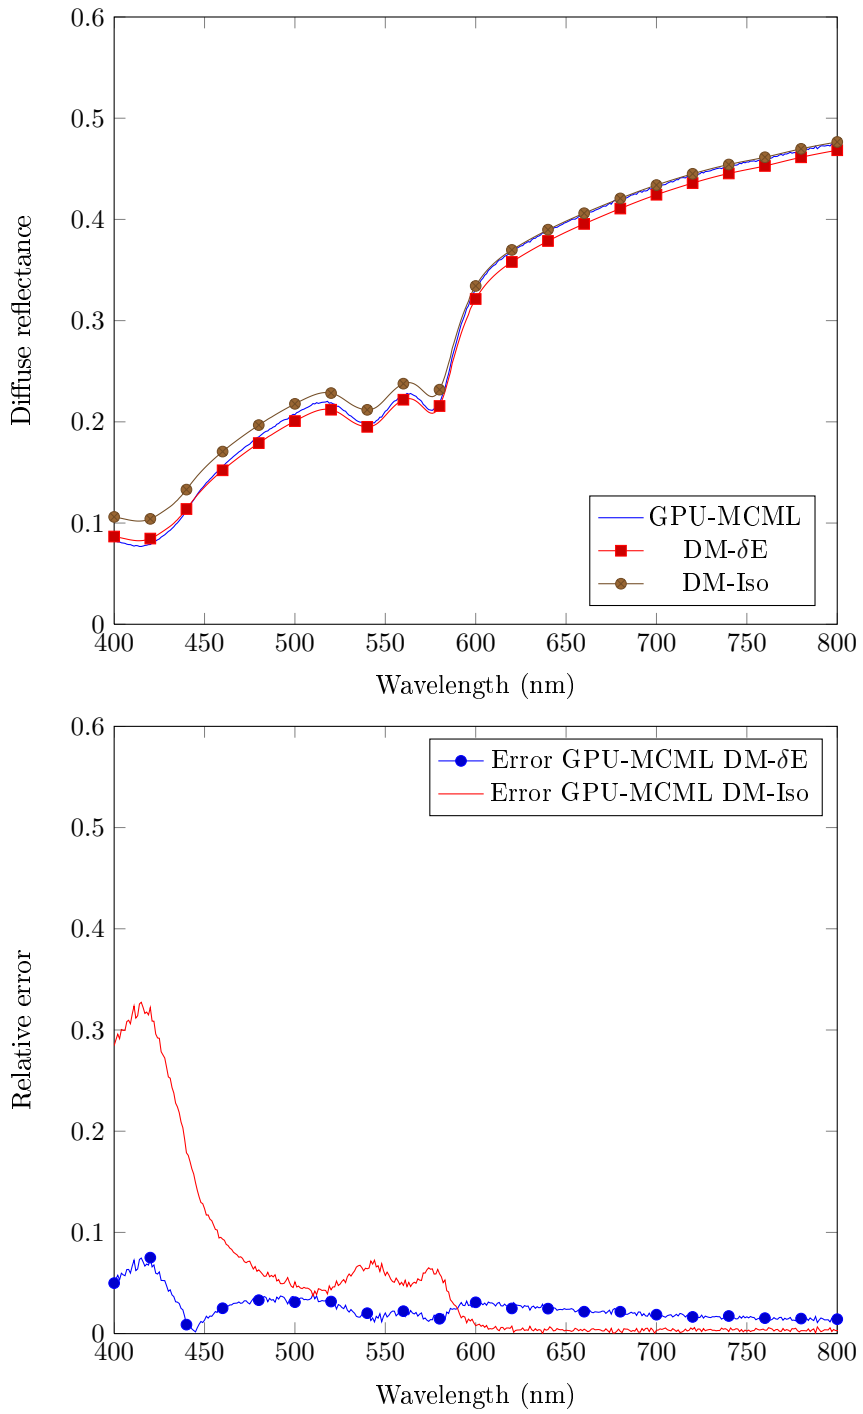 0.6
0.5
0.4
0.3
0.2
0.1
0
Diffuse reflectance
GPU-MCML
DM-δE
DM-Iso
400 450 500 550 600 650 700 750 800
Wavelength (nm)
0.6
0.5
0.4
0.3
0.2
0.1
0
Relative error
Error GPU-MCML DM-δE
Error GPU-MCML DM-Iso
400 450 500 550 600 650 700 750 800
Wavelength (nm)